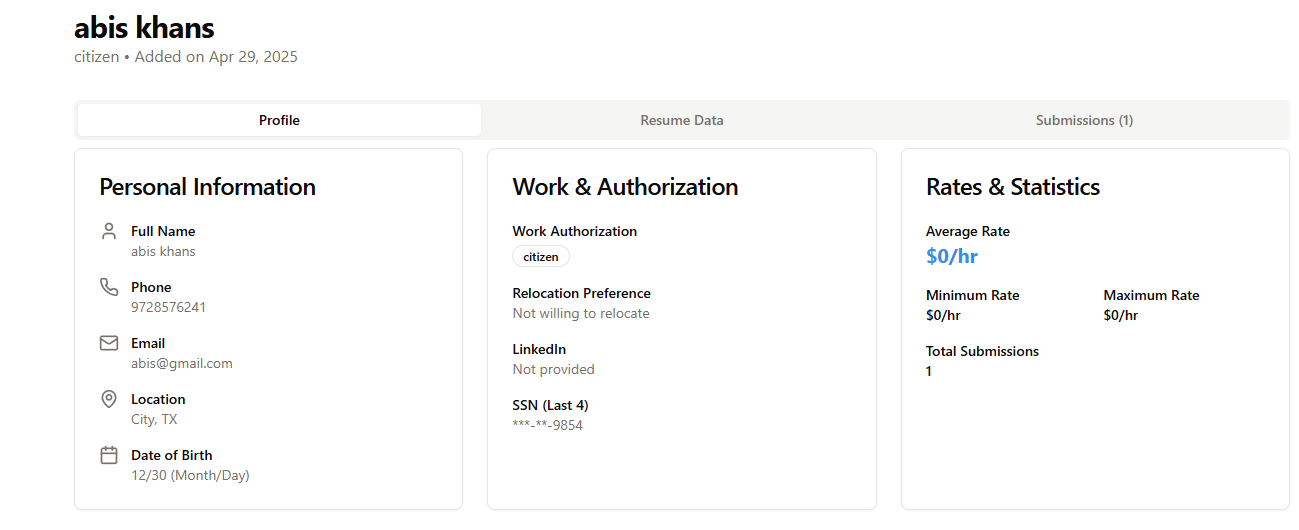 abis khans
citizen • Added on Apr 29, 2025
Profile
Resume Data
Submissions (1)
Personal Information
Full Name
abis khans
Phone
9728576241
Email
abis@gmail.com
Location
City, TX
Date of Birth
12/30 (Month/Day)
Work & Authorization
Work Authorization
citizen
Relocation Preference
Not willing to relocate
LinkedIn
Not provided
SSN (Last 4)
***-**-9854
Rates & Statistics
Average Rate
$0/hr
Minimum Rate
$0/hr
Maximum Rate
$0/hr
Total Submissions
1